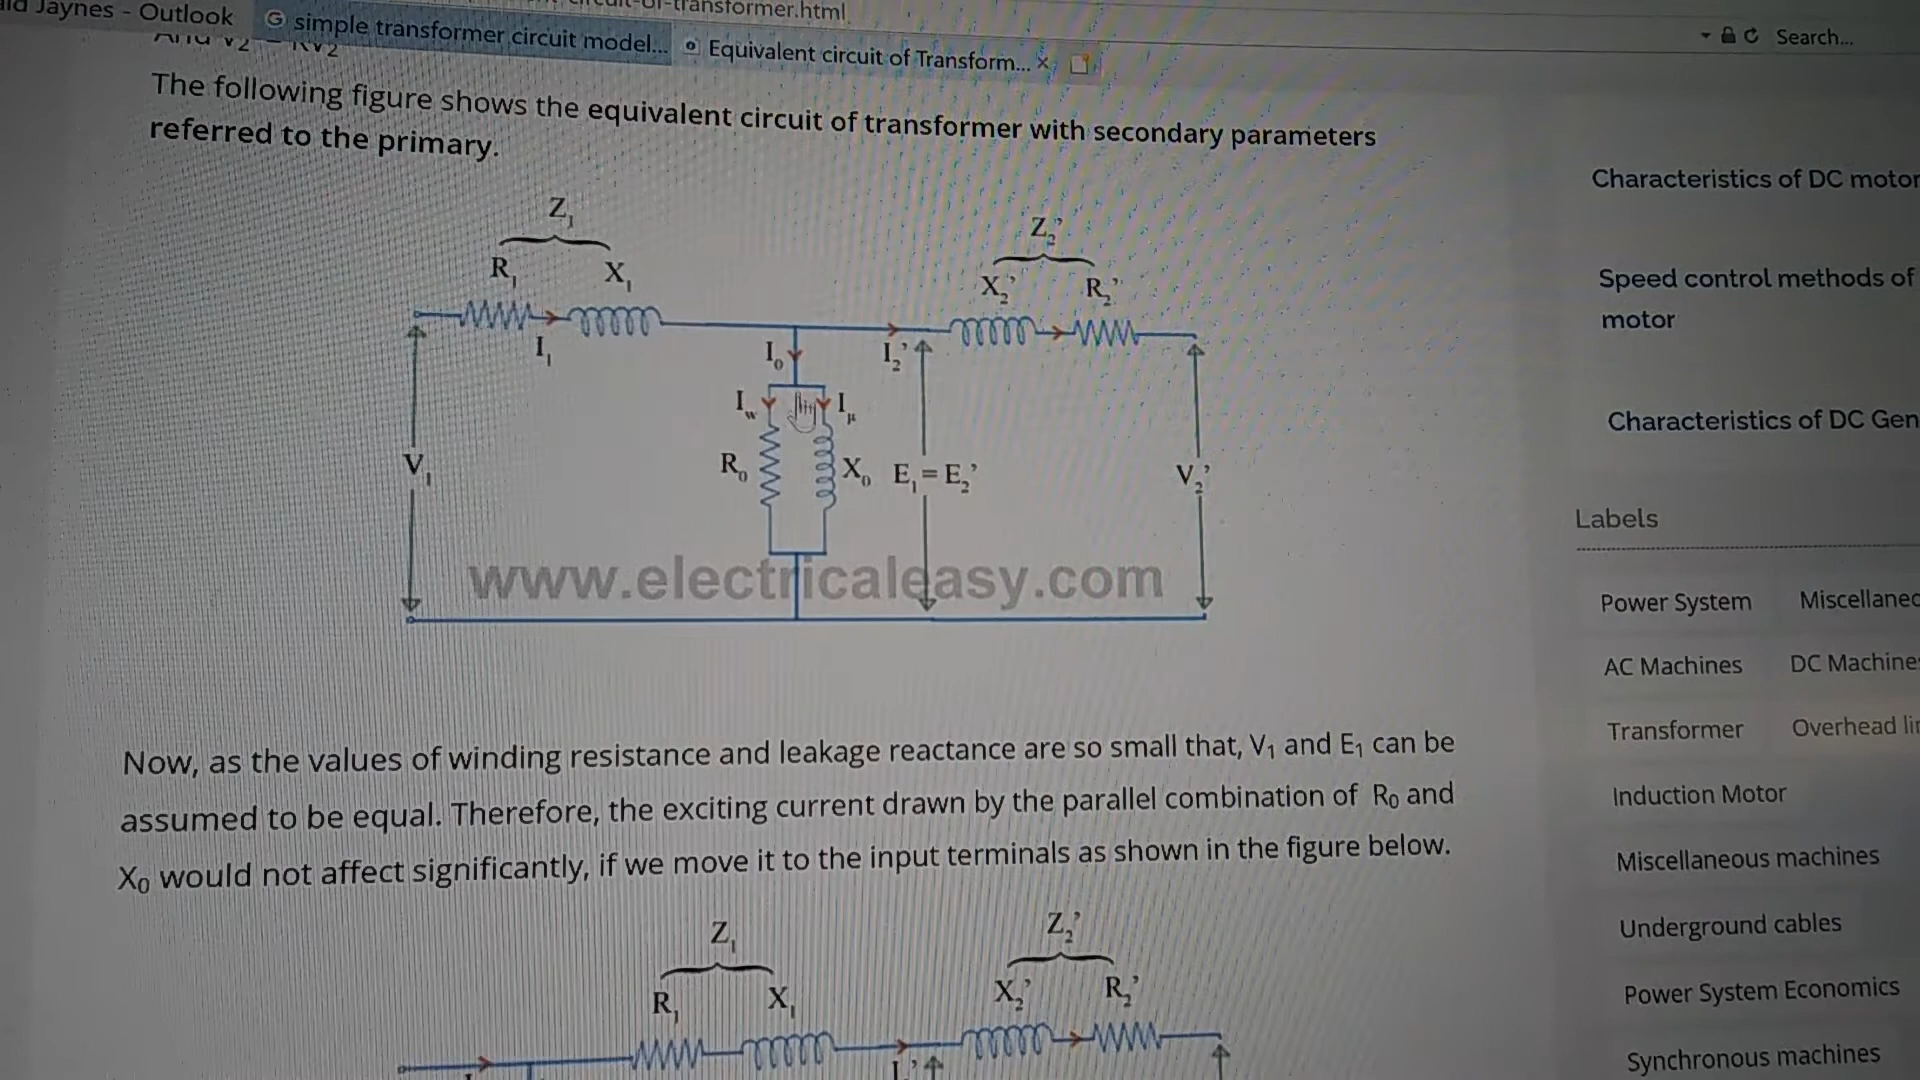 Jaynes - Outlook
transformer.html
simple transformer circuit model...
Equivalent circuit of Transform...
Search...
The following figure shows the equivalent circuit of transformer with secondary parameters
referred to the primary.
Z₁
R₁ X₁
Z₂'
X₂' R₂'
I₁
I₀
I₂'
Iw
Iμ
V₁
R₀
X₀
E₁ = E₂'
V₂'
www.electricaleasy.com
Now, as the values of winding resistance and leakage reactance are so small that, V₁ and E₁ can be
assumed to be equal. Therefore, the exciting current drawn by the parallel combination of R₀ and
X₀ would not affect significantly, if we move it to the input terminals as shown in the figure below.
Z₁
R₁ X₁
Z₂'
X₂' R₂'
Characteristics of DC motor
Speed control methods of
motor
Characteristics of DC Gen
Labels
Power System
Miscellanec
AC Machines
DC Machine
Transformer
Overhead
Induction Motor
Miscellaneous machines
Underground cables
Power System Economics
Synchronous machines